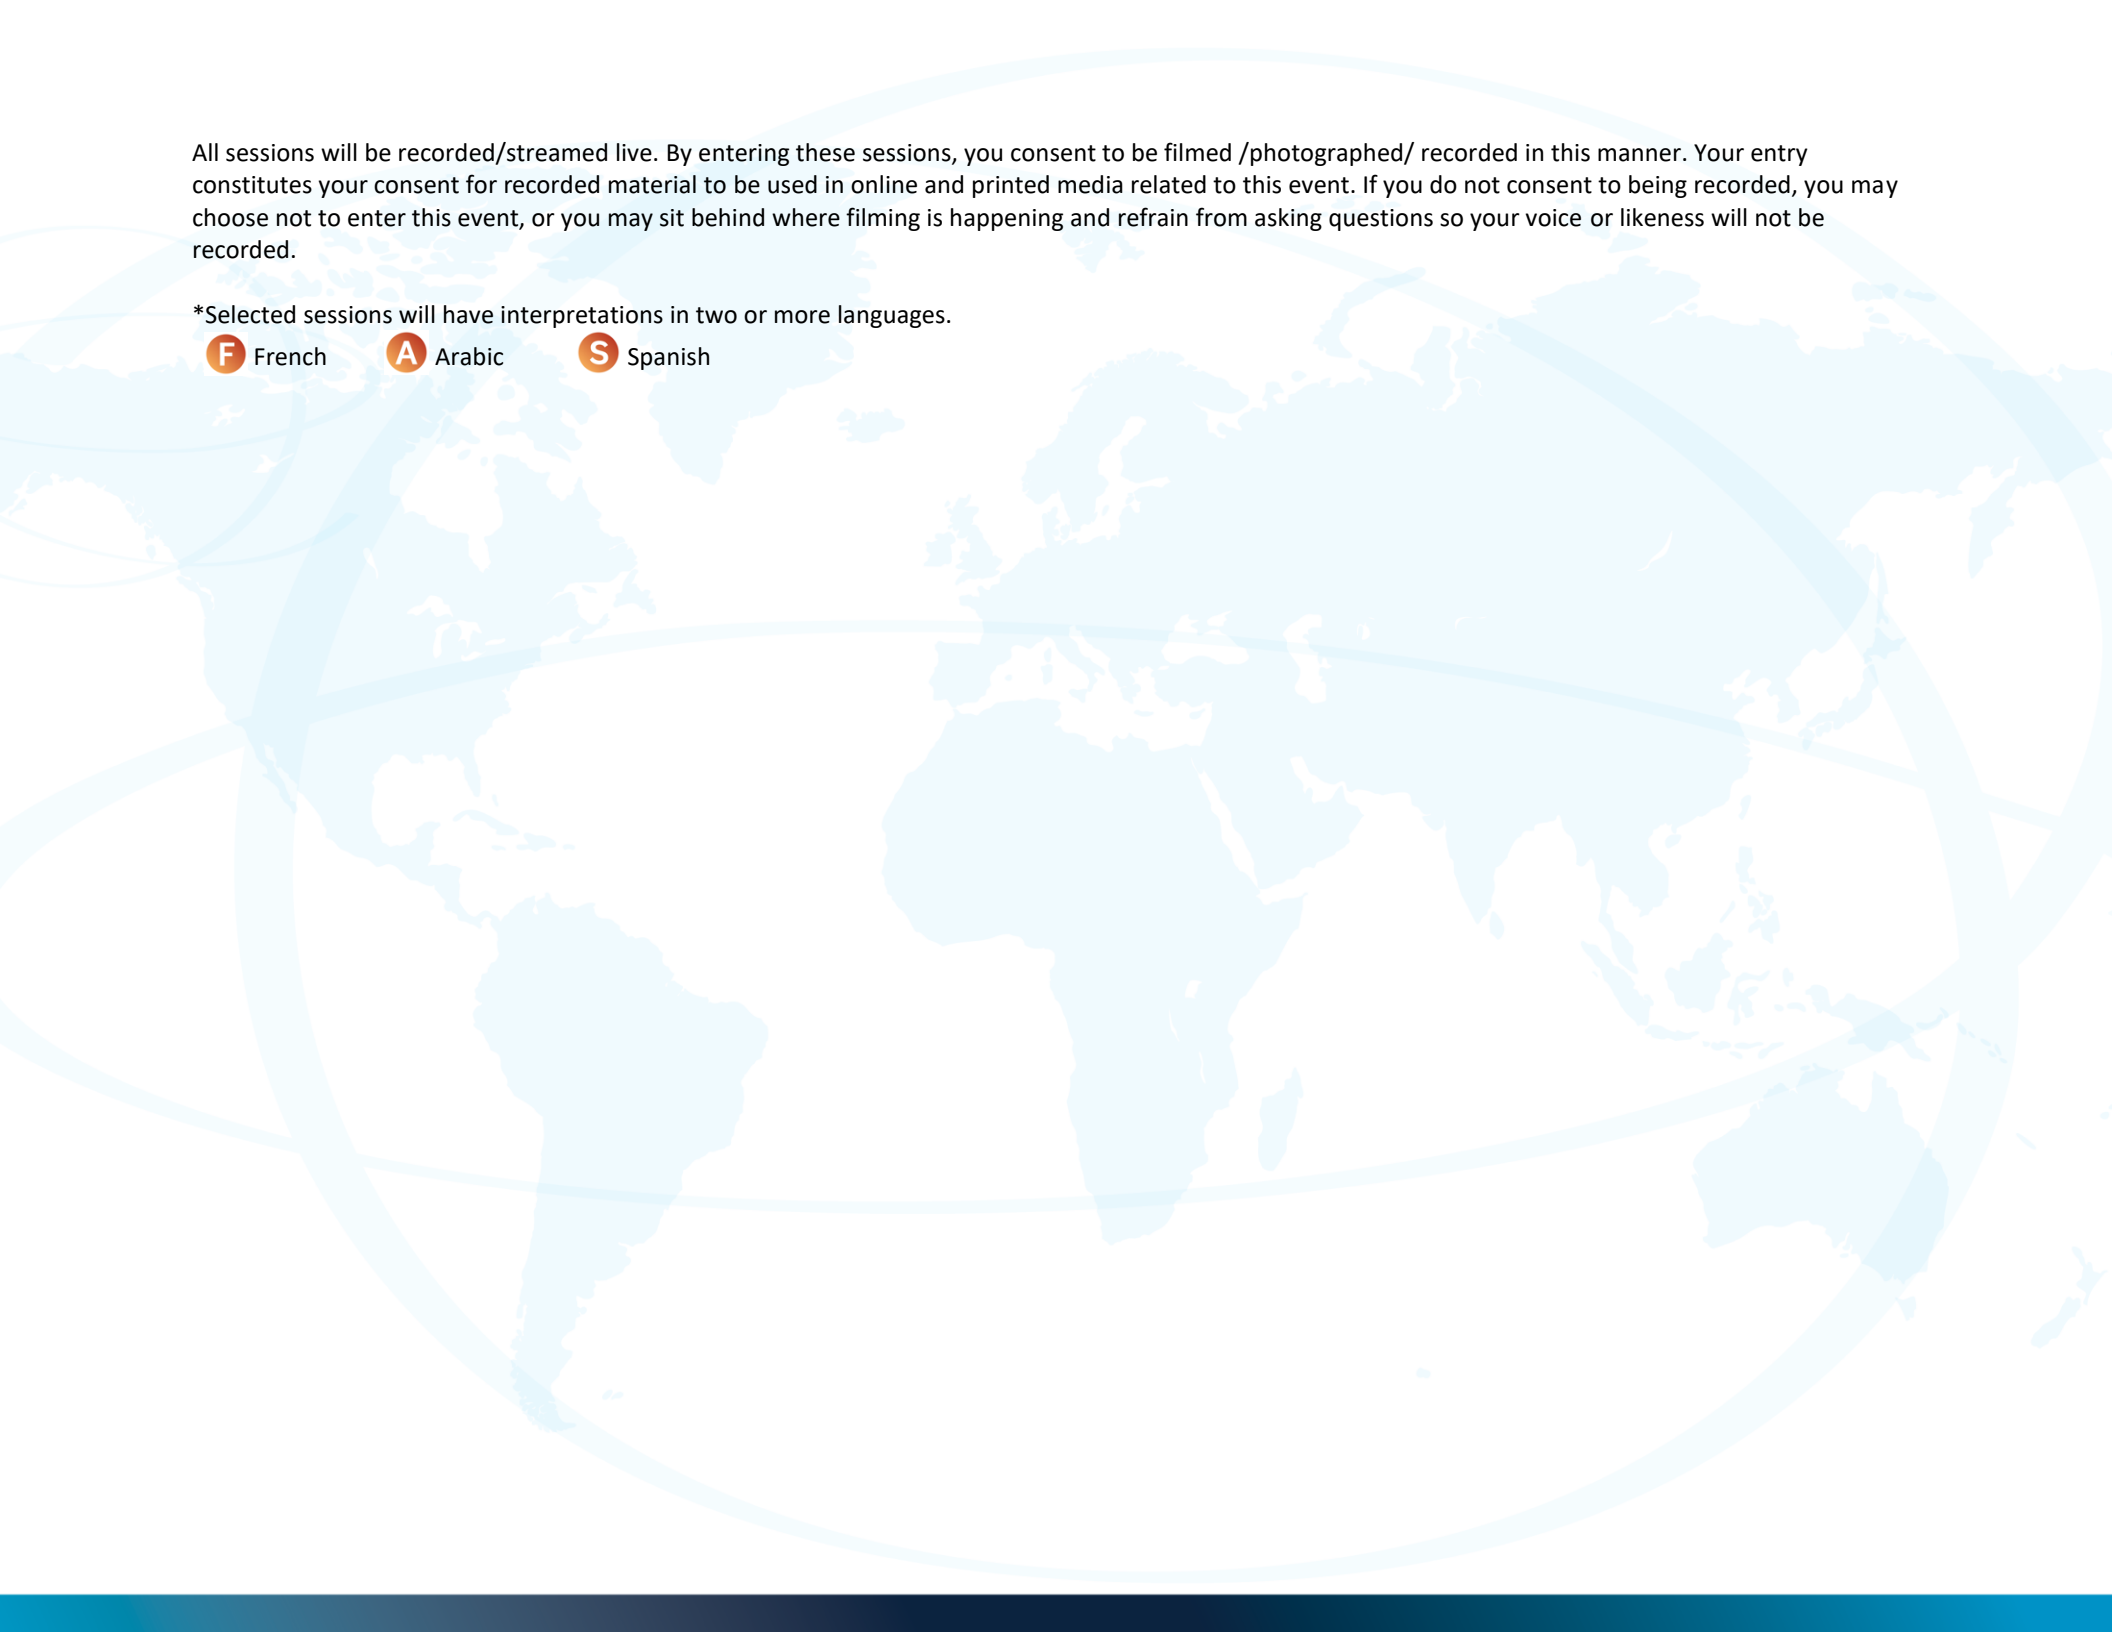 All sessions will be recorded/streamed live. By entering these sessions, you consent to be filmed /photographed/ recorded in this manner. Your entry
constitutes your consent for recorded material to be used in online and printed media related to this event. If you do not consent to being recorded, you may
choose not to enter this event, or you may sit behind where filming is happening and refrain from asking questions so your voice or likeness will not be
recorded.
*Selected sessions will have interpretations in two or more languages.
F French A Arabic S Spanish